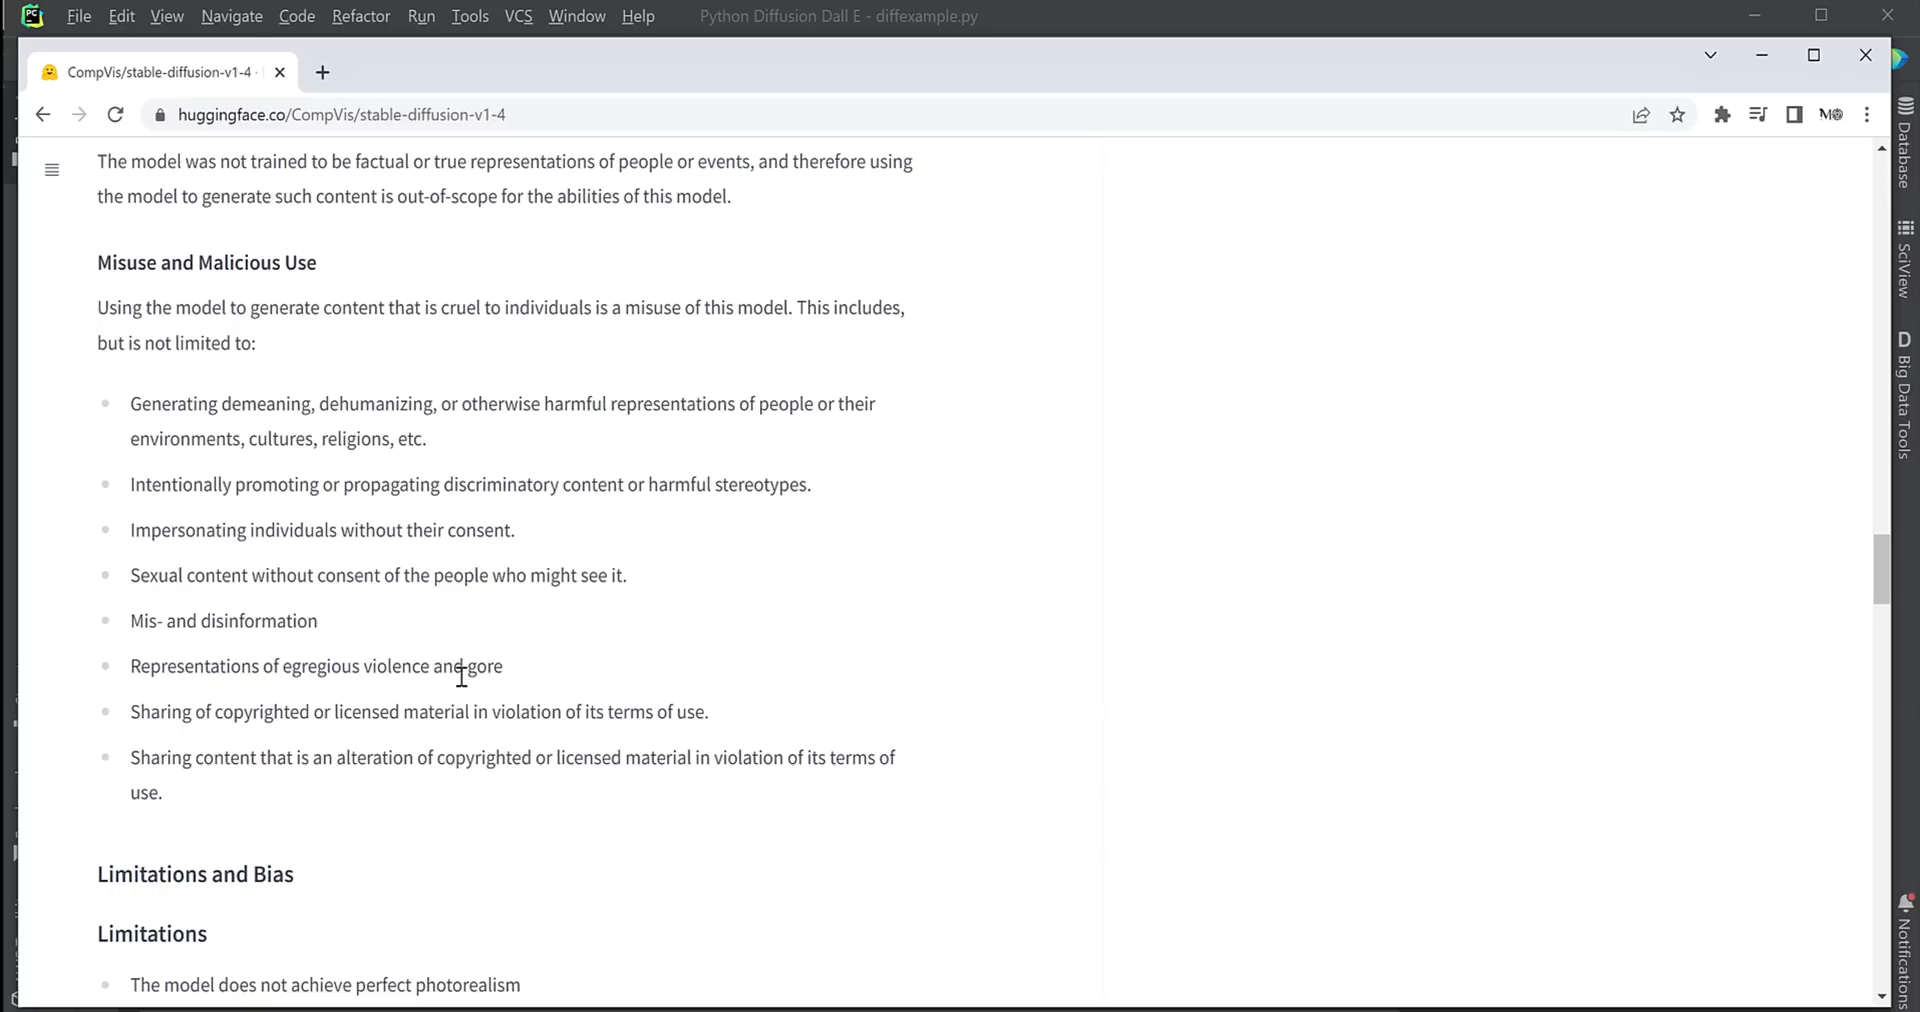 PC File Edit View Navigate Code Refactor Run Tools VCS Window Help Python Diffusion Dall E - diffexample.py
CompVis/stable-diffusion-v1-4 ·
huggingface.co/CompVis/stable-diffusion-v1-4
The model was not trained to be factual or true representations of people or events, and therefore using
the model to generate such content is out-of-scope for the abilities of this model.
Misuse and Malicious Use
Using the model to generate content that is cruel to individuals is a misuse of this model. This includes,
but is not limited to:
Generating demeaning, dehumanizing, or otherwise harmful representations of people or their
environments, cultures, religions, etc.
Intentionally promoting or propagating discriminatory content or harmful stereotypes.
Impersonating individuals without their consent.
Sexual content without consent of the people who might see it.
Mis- and disinformation
Representations of egregious violence and gore
Sharing of copyrighted or licensed material in violation of its terms of use.
Sharing content that is an alteration of copyrighted or licensed material in violation of its terms of
use.
Limitations and Bias
Limitations
The model does not achieve perfect photorealism
Database
SciView
D Big Data Tools
Notifications